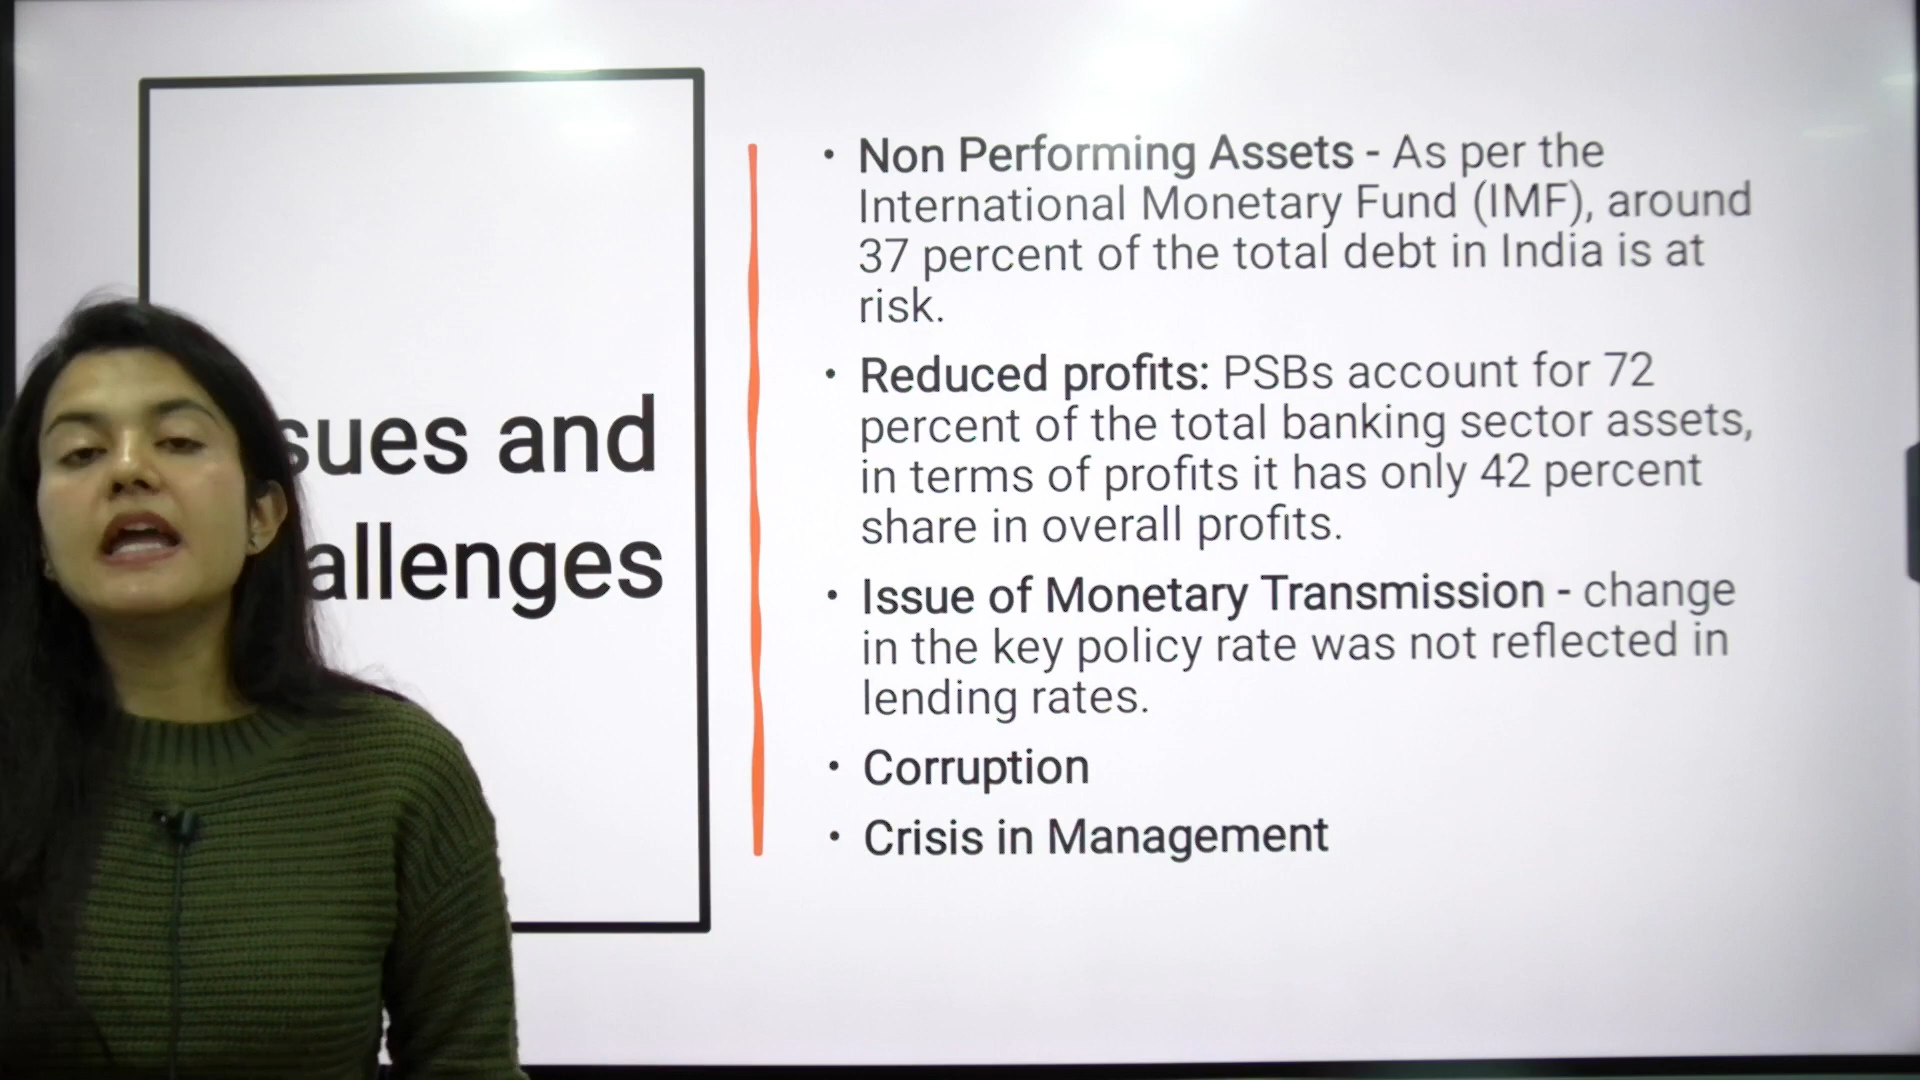 sues and
allenges
• Non Performing Assets - As per the
International Monetary Fund (IMF), around
37 percent of the total debt in India is at
risk.
• Reduced profits: PSBs account for 72
percent of the total banking sector assets,
in terms of profits it has only 42 percent
share in overall profits.
• Issue of Monetary Transmission - change
in the key policy rate was not reflected in
lending rates.
• Corruption
• Crisis in Management